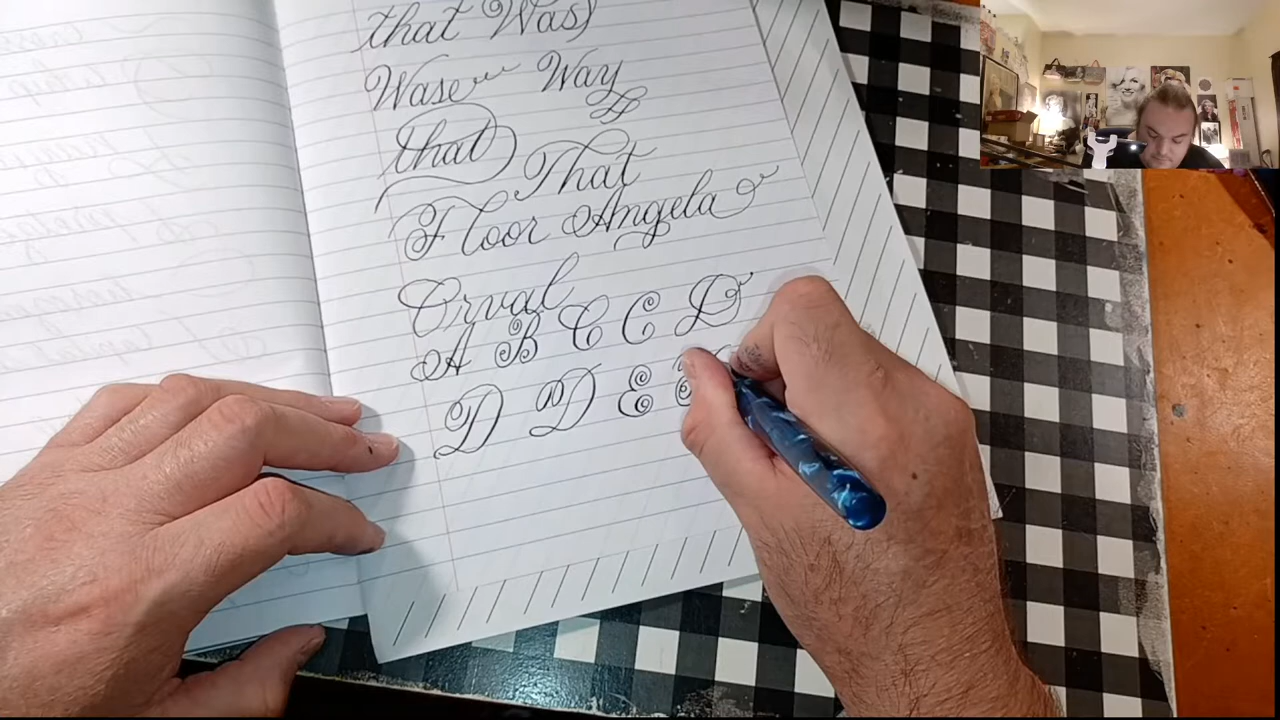 that Was
Wase Way
that That
Floor Angela
Orval
A B C C D
D D E